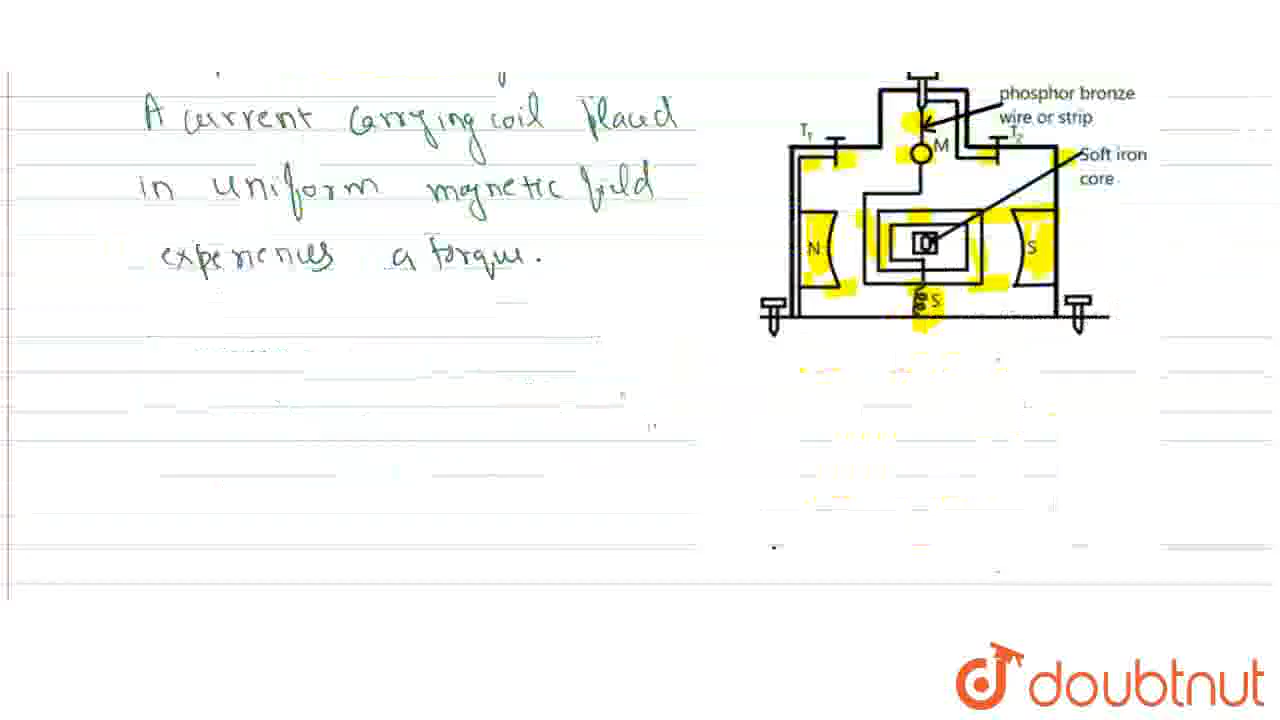 A current carrying coil placed
in uniform magnetic field
experiences a torque.
phosphor bronze
wire or strip
T1
M
T2
Soft iron
core
N
S
S
doubtnut